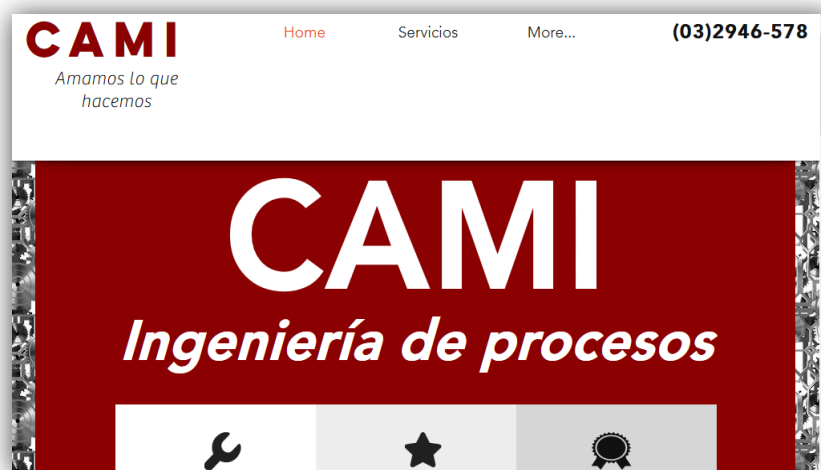 CAMI
Amamos lo que
hacemos
Home
Servicios
More...
(03)2946-578
CAMI
Ingeniería de procesos